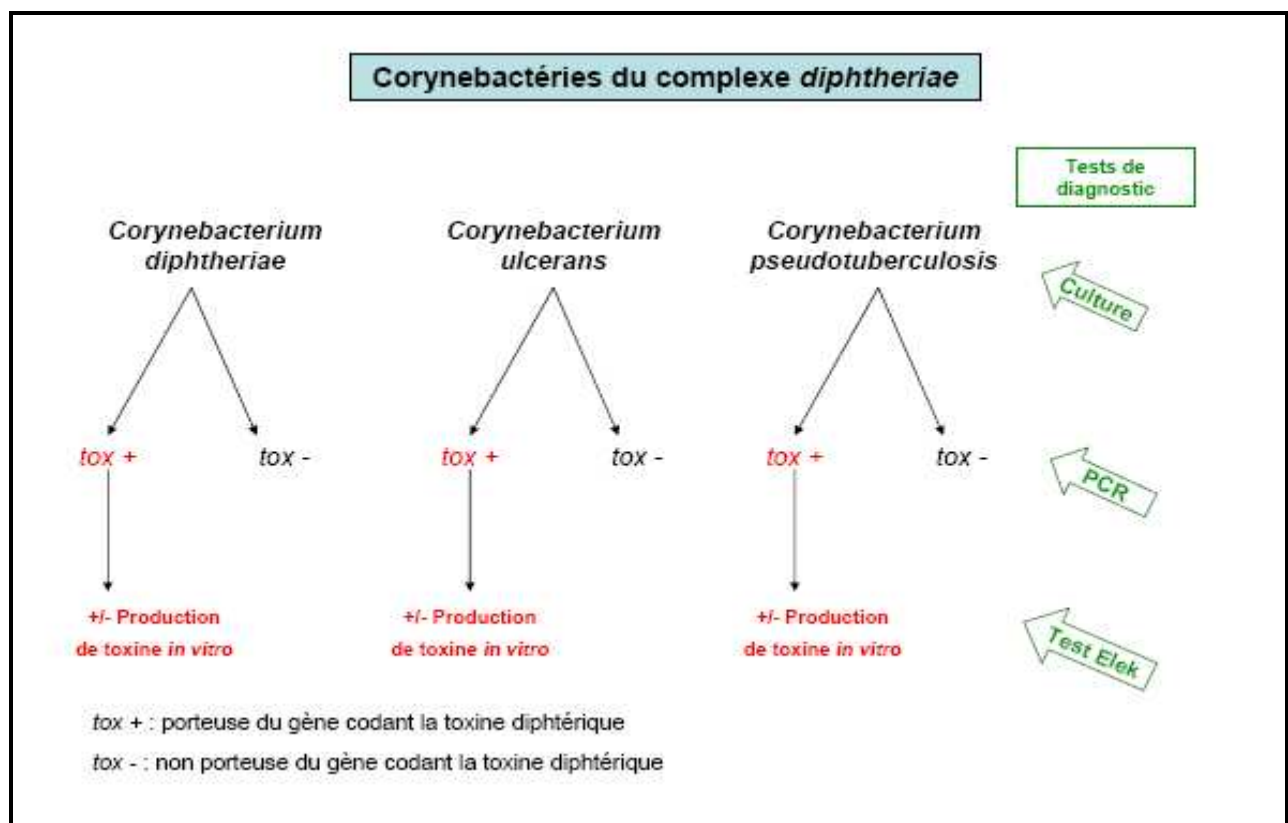 Corynebactéries du complexe diphtheriae
Tests de
diagnostic
Corynebacterium
diphtheriae
Corynebacterium
ulcerans
Corynebacterium
pseudotuberculosis
Culture
tox +
tox -
tox +
tox -
tox +
tox -
PCR
+/- Production
de toxine in vitro
+/- Production
de toxine in vitro
+/- Production
de toxine in vitro
Test Elek
tox + : porteuse du gène codant la toxine diphtérique
tox - : non porteuse du gène codant la toxine diphtérique